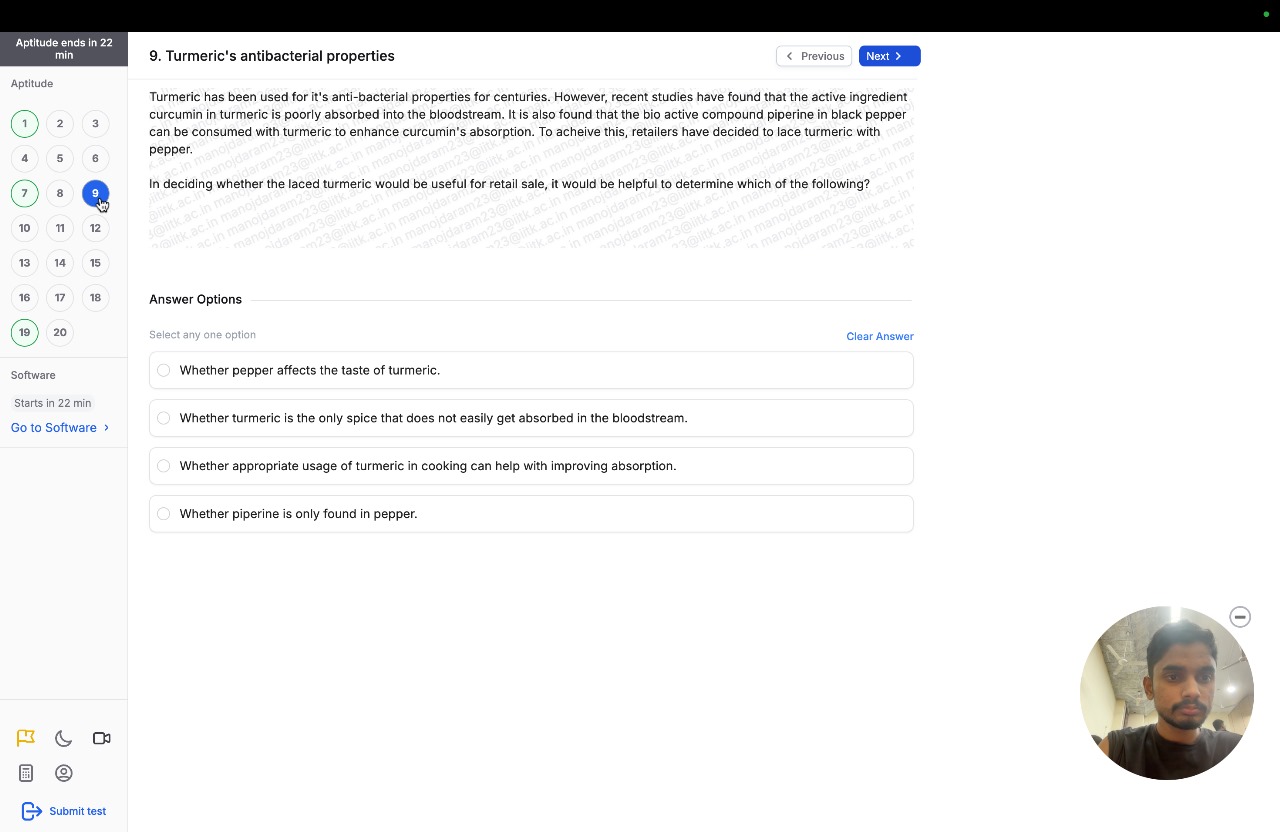 Aptitude ends in 22
min
Aptitude
1 2 3
4 5 6
7 8 9
10 11 12
13 14 15
16 17 18
19 20
Software
Starts in 22 min
Go to Software
Submit test
9. Turmeric's antibacterial properties
Previous
Next
Turmeric has been used for it's anti-bacterial properties for centuries. However, recent studies have found that the active ingredient
curcumin in turmeric is poorly absorbed into the bloodstream. It is also found that the bio active compound piperine in black pepper
can be consumed with turmeric to enhance curcumin's absorption. To acheive this, retailers have decided to lace turmeric with
pepper.
In deciding whether the laced turmeric would be useful for retail sale, it would be helpful to determine which of the following?
manojdaram23@iitk.ac.in
Answer Options
Select any one option
Clear Answer
Whether pepper affects the taste of turmeric.
Whether turmeric is the only spice that does not easily get absorbed in the bloodstream.
Whether appropriate usage of turmeric in cooking can help with improving absorption.
Whether piperine is only found in pepper.